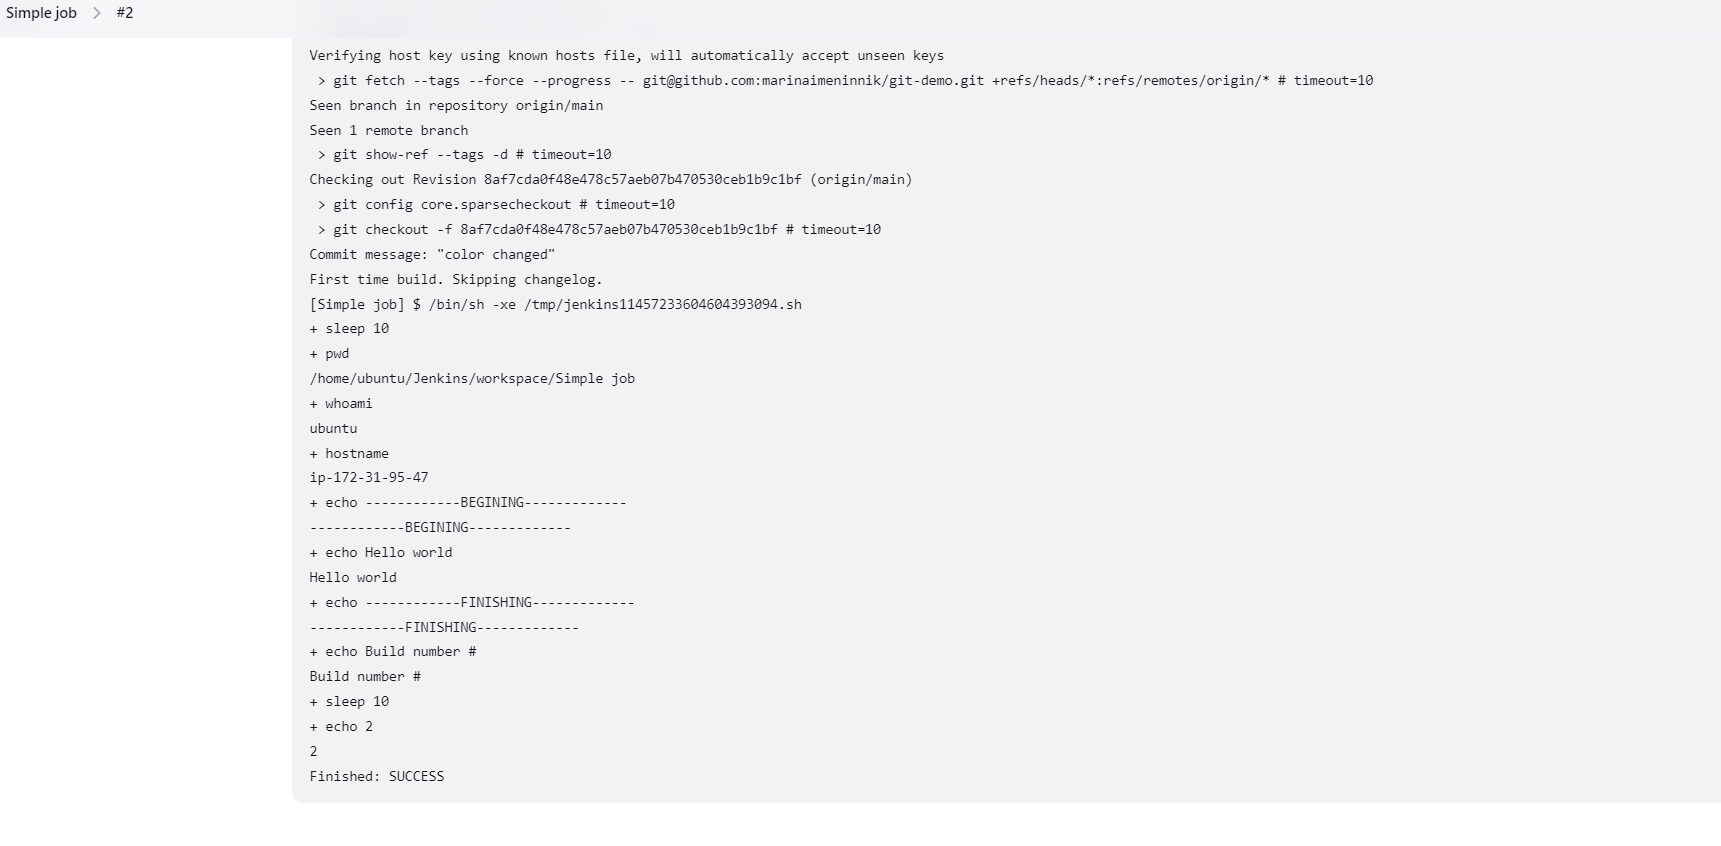 Simple job > #2
Verifying host key using known hosts file, will automatically accept unseen keys
> git fetch --tags --force --progress -- git@github.com:marinaimeninnik/git-demo.git +refs/heads/*:refs/remotes/origin/* # timeout=10
Seen branch in repository origin/main
Seen 1 remote branch
> git show-ref --tags -d # timeout=10
Checking out Revision 8af7cda0f48e478c57aeb07b470530ceb1b9c1bf (origin/main)
> git config core.sparsecheckout # timeout=10
> git checkout -f 8af7cda0f48e478c57aeb07b470530ceb1b9c1bf # timeout=10
Commit message: "color changed"
First time build. Skipping changelog.
[Simple job] $ /bin/sh -xe /tmp/jenkins11457233604604393094.sh
+ sleep 10
+ pwd
/home/ubuntu/Jenkins/workspace/Simple job
+ whoami
ubuntu
+ hostname
ip-172-31-95-47
+ echo ------------BEGINING-------------
------------BEGINING-------------
+ echo Hello world
Hello world
+ echo ------------FINISHING-------------
------------FINISHING-------------
+ echo Build number #
Build number #
+ sleep 10
+ echo 2
2
Finished: SUCCESS